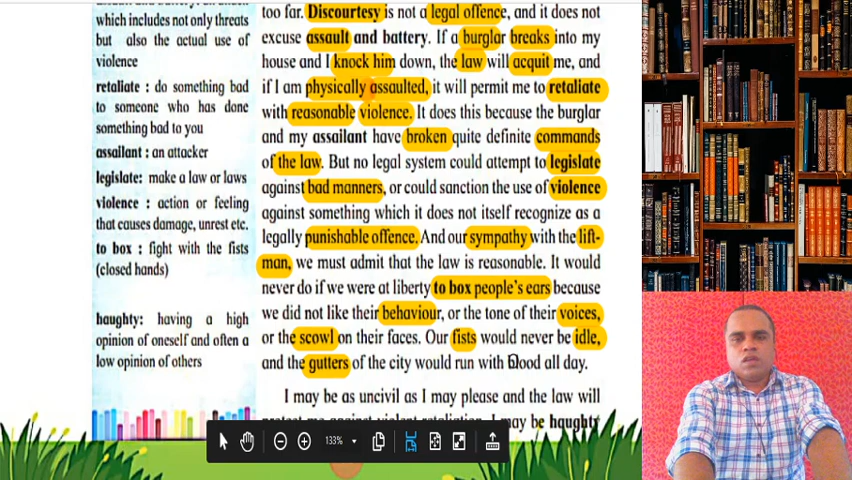 which includes not only threats
but also the actual use of
violence
retaliate : do something bad
to someone who has done
something bad to you
assailant : an attacker
legislate: make a law or laws
violence : action or feeling
that causes damage, unrest etc.
to box : fight with the fists
(closed hands)
haughty: having a high
opinion of oneself and often a
low opinion of others
too far. Discourtesy is not a legal offence, and it does not
excuse assault and battery. If a burglar breaks into my
house and I knock him down, the law will acquit me, and
if I am physically assaulted, it will permit me to retaliate
with reasonable violence. It does this because the burglar
and my assailant have broken quite definite commands
of the law. But no legal system could attempt to legislate
against bad manners, or could sanction the use of violence
against something which it does not itself recognize as a
legally punishable offence. And our sympathy with the lift-
man, we must admit that the law is reasonable. It would
never do if we were at liberty to box people's ears because
we did not like their behaviour, or the tone of their voices,
or the scowl on their faces. Our fists would never be idle,
and the gutters of the city would run with blood all day.
I may be as uncivil as I may please and the law will
protect me against violent retaliation. I may be haughty
133%